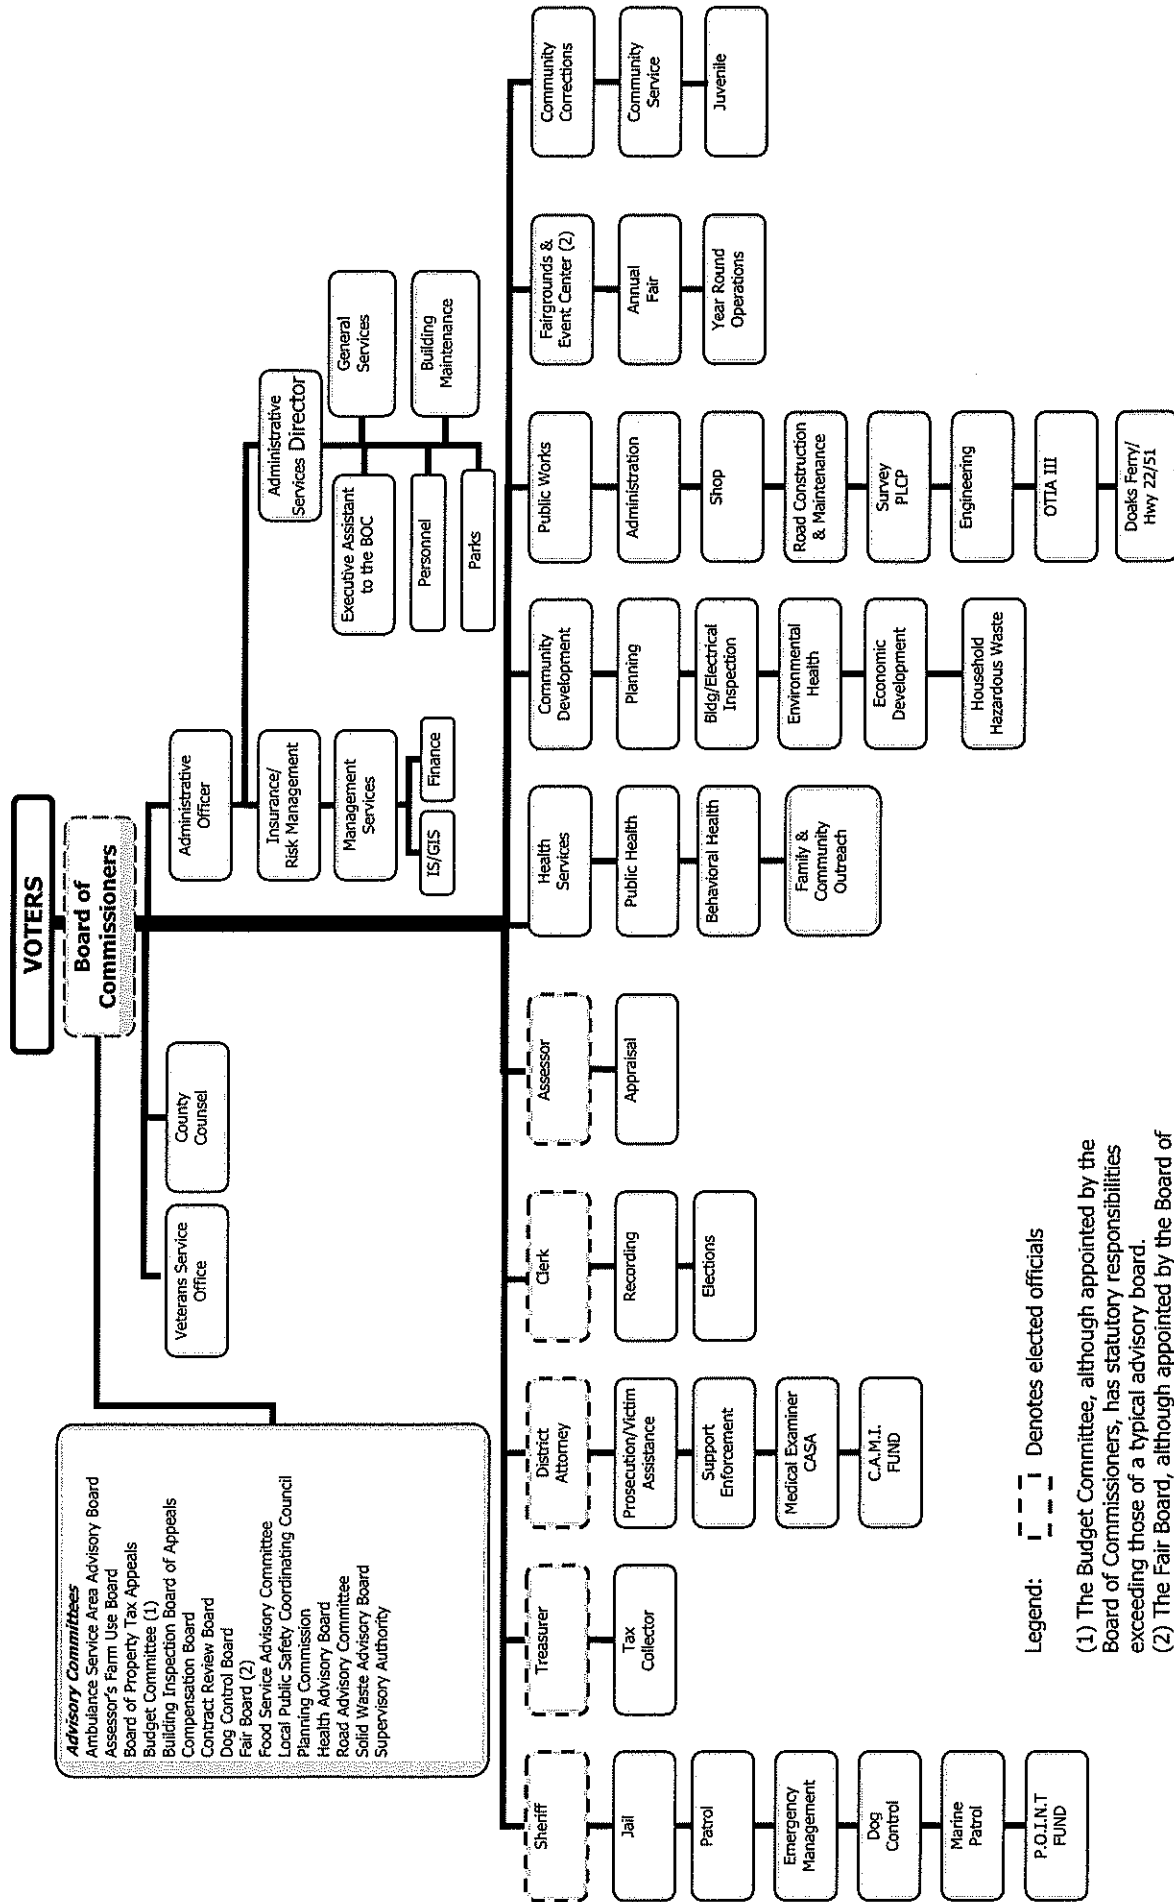 VOTERS
Board of
Commissioners
Advisory Committees
Ambulance Service Area Advisory Board
Assessor's Farm Use Board
Board of Property Tax Appeals
Budget Committee (1)
Building Inspection Board of Appeals
Compensation Board
Contract Review Board
Dog Control Board
Fair Board (2)
Food Service Advisory Committee
Local Public Safety Coordinating Council
Planning Commission
Health Advisory Board
Road Advisory Committee
Solid Waste Advisory Board
Supervisory Authority
Veterans Service
Office
County
Counsel
Administrative
Officer
Insurance/
Risk Management
Management
Services
IS/GIS
Finance
Administrative
Services Director
Executive Assistant
to the BOC
General
Services
Personnel
Building
Maintenance
Parks
Sheriff
Jail
Patrol
Emergency
Management
Dog
Control
Marine
Patrol
P.O.I.N.T
FUND
Treasurer
Tax
Collector
District
Attorney
Prosecution/Victim
Assistance
Support
Enforcement
Medical Examiner
CASA
C.A.M.I.
FUND
Clerk
Recording
Elections
Assessor
Appraisal
Health
Services
Public Health
Behavioral Health
Family &
Community
Outreach
Community
Development
Planning
Bldg/Electrical
Inspection
Environmental
Health
Economic
Development
Household
Hazardous Waste
Public Works
Administration
Shop
Road Construction
& Maintenance
Survey
PLCP
Engineering
OTIA III
Doaks Ferry/
Hwy 22/51
Fairgrounds &
Event Center (2)
Annual
Fair
Year Round
Operations
Community
Corrections
Community
Service
Juvenile
Legend:
Denotes elected officials
(1) The Budget Committee, although appointed by the
Board of Commissioners, has statutory responsibilities
exceeding those of a typical advisory board.
(2) The Fair Board, although appointed by the Board of